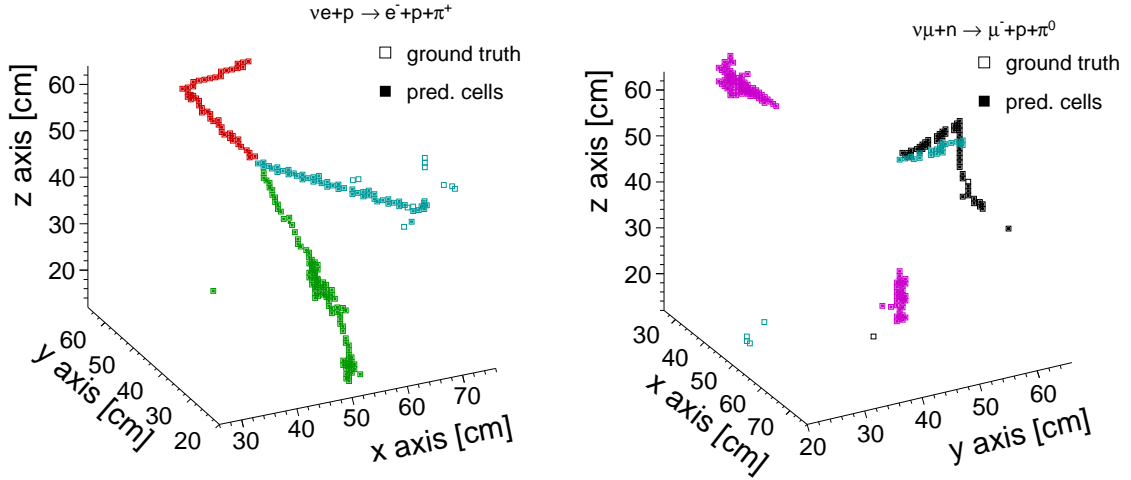 νe+p → e⁻+p+π⁺
ground truth
pred. cells
z axis [cm]
60
50
40
30
20
y axis [cm]
60
50
40
30
20
x axis [cm]
30
40
50
60
70
νμ+n → μ⁻+p+π⁰
ground truth
pred. cells
z axis [cm]
60
50
40
30
20
x axis [cm]
30
40
50
60
70
y axis [cm]
20
30
40
50
60